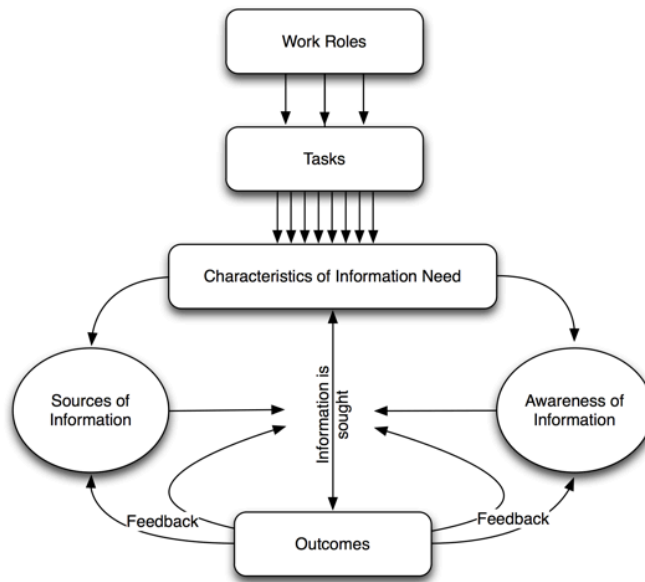 Work Roles
Tasks
Characteristics of Information Need
Sources of
Information
Information is
sought
Awareness of
Information
Feedback
Feedback
Outcomes